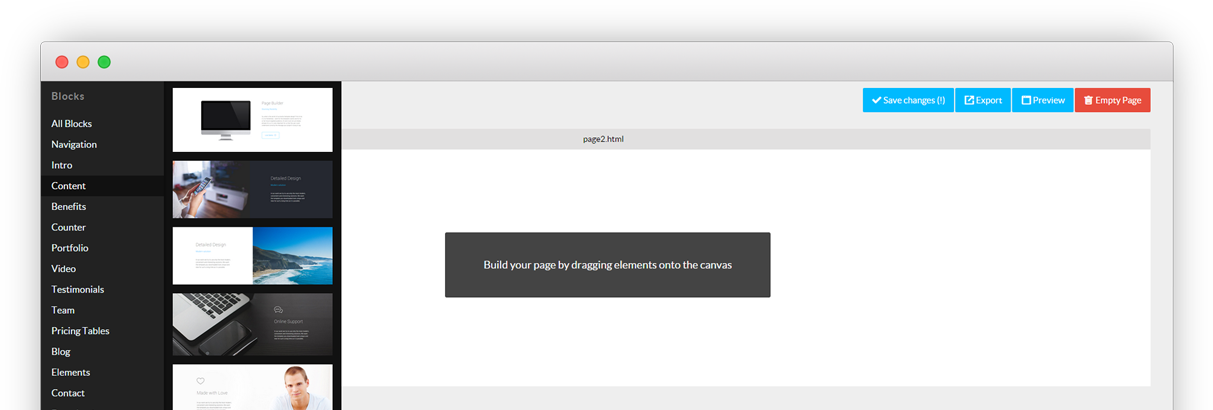 Blocks
All Blocks
Navigation
Intro
Content
Benefits
Counter
Portfolio
Video
Testimonials
Team
Pricing Tables
Blog
Elements
Contact
Page Builder
Detailed Design
Detailed Design
Online Support
Made with Love
Save changes (!)
Export
Preview
Empty Page
page2.html
Build your page by dragging elements onto the canvas